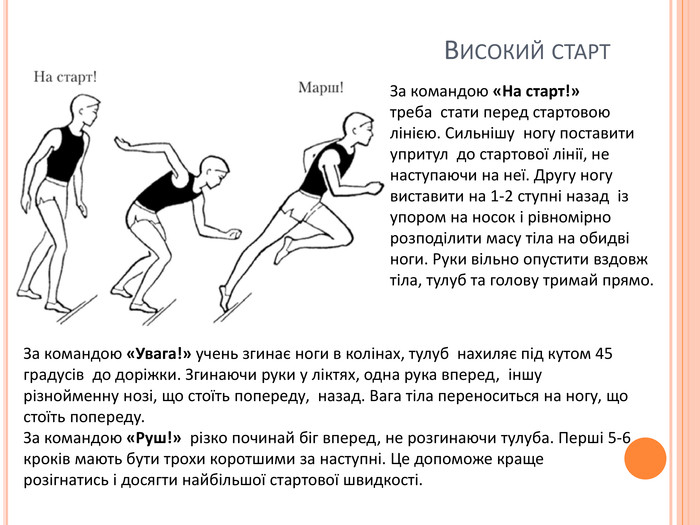 Високий старт
На старт!
Марш!
За командою «На старт!»
треба стати перед стартовою
лінією. Сильнішу ногу поставити
упритул до стартової лінії, не
наступаючи на неї. Другу ногу
виставити на 1-2 ступні назад із
упором на носок і рівномірно
розподілити масу тіла на обидві
ноги. Руки вільно опустити вздовж
тіла, тулуб та голову тримай прямо.
За командою «Увага!» учень згинає ноги в колінах, тулуб нахиляє під кутом 45
градусів до доріжки. Згинаючи руки у ліктях, одна рука вперед, іншу
різнойменну нозі, що стоїть попереду, назад. Вага тіла переноситься на ногу, що
стоїть попереду.
За командою «Руш!» різко починай біг вперед, не розгинаючи тулуба. Перші 5-6
кроків мають бути трохи коротшими за наступні. Це допоможе краще
розігнатись і досягти найбільшої стартової швидкості.